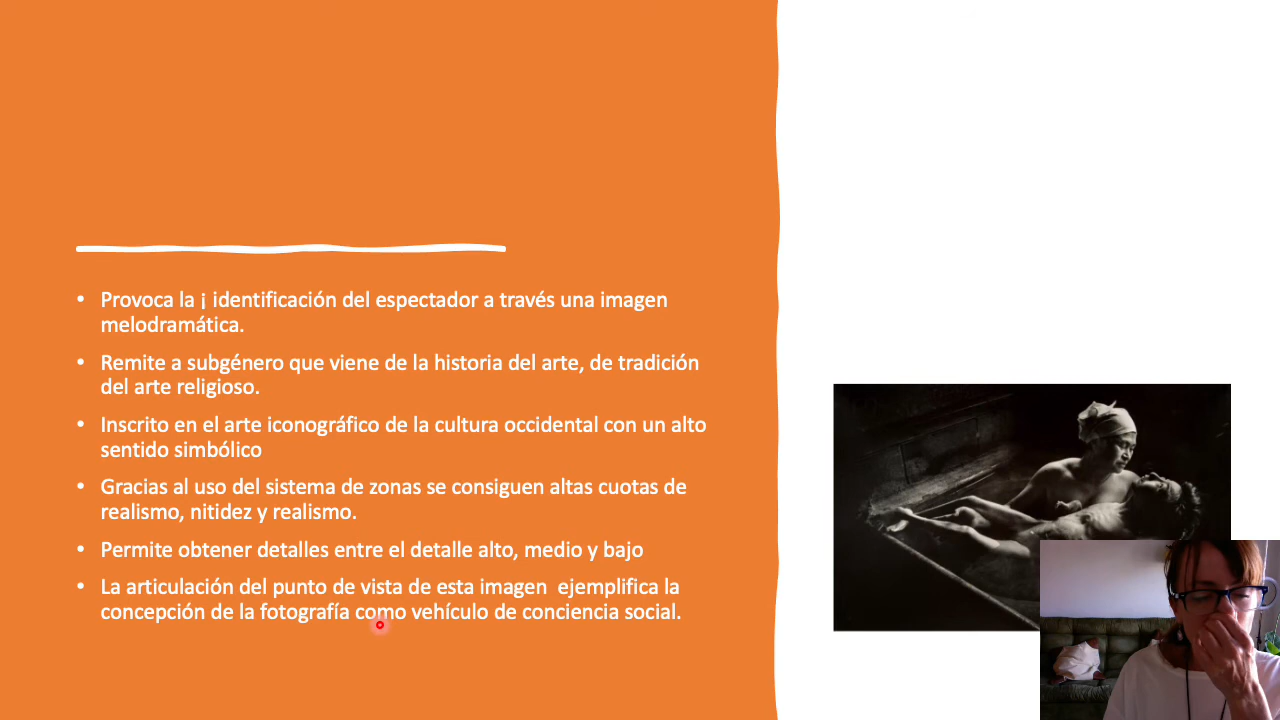 • Provoca la ¡ identificación del espectador a través una imagen
melodramática.
• Remite a subgénero que viene de la historia del arte, de tradición
del arte religioso.
• Inscrito en el arte iconográfico de la cultura occidental con un alto
sentido simbólico
• Gracias al uso del sistema de zonas se consiguen altas cuotas de
realismo, nitidez y realismo.
• Permite obtener detalles entre el detalle alto, medio y bajo
• La articulación del punto de vista de esta imagen  ejemplifica la
concepción de la fotografía como vehículo de conciencia social.